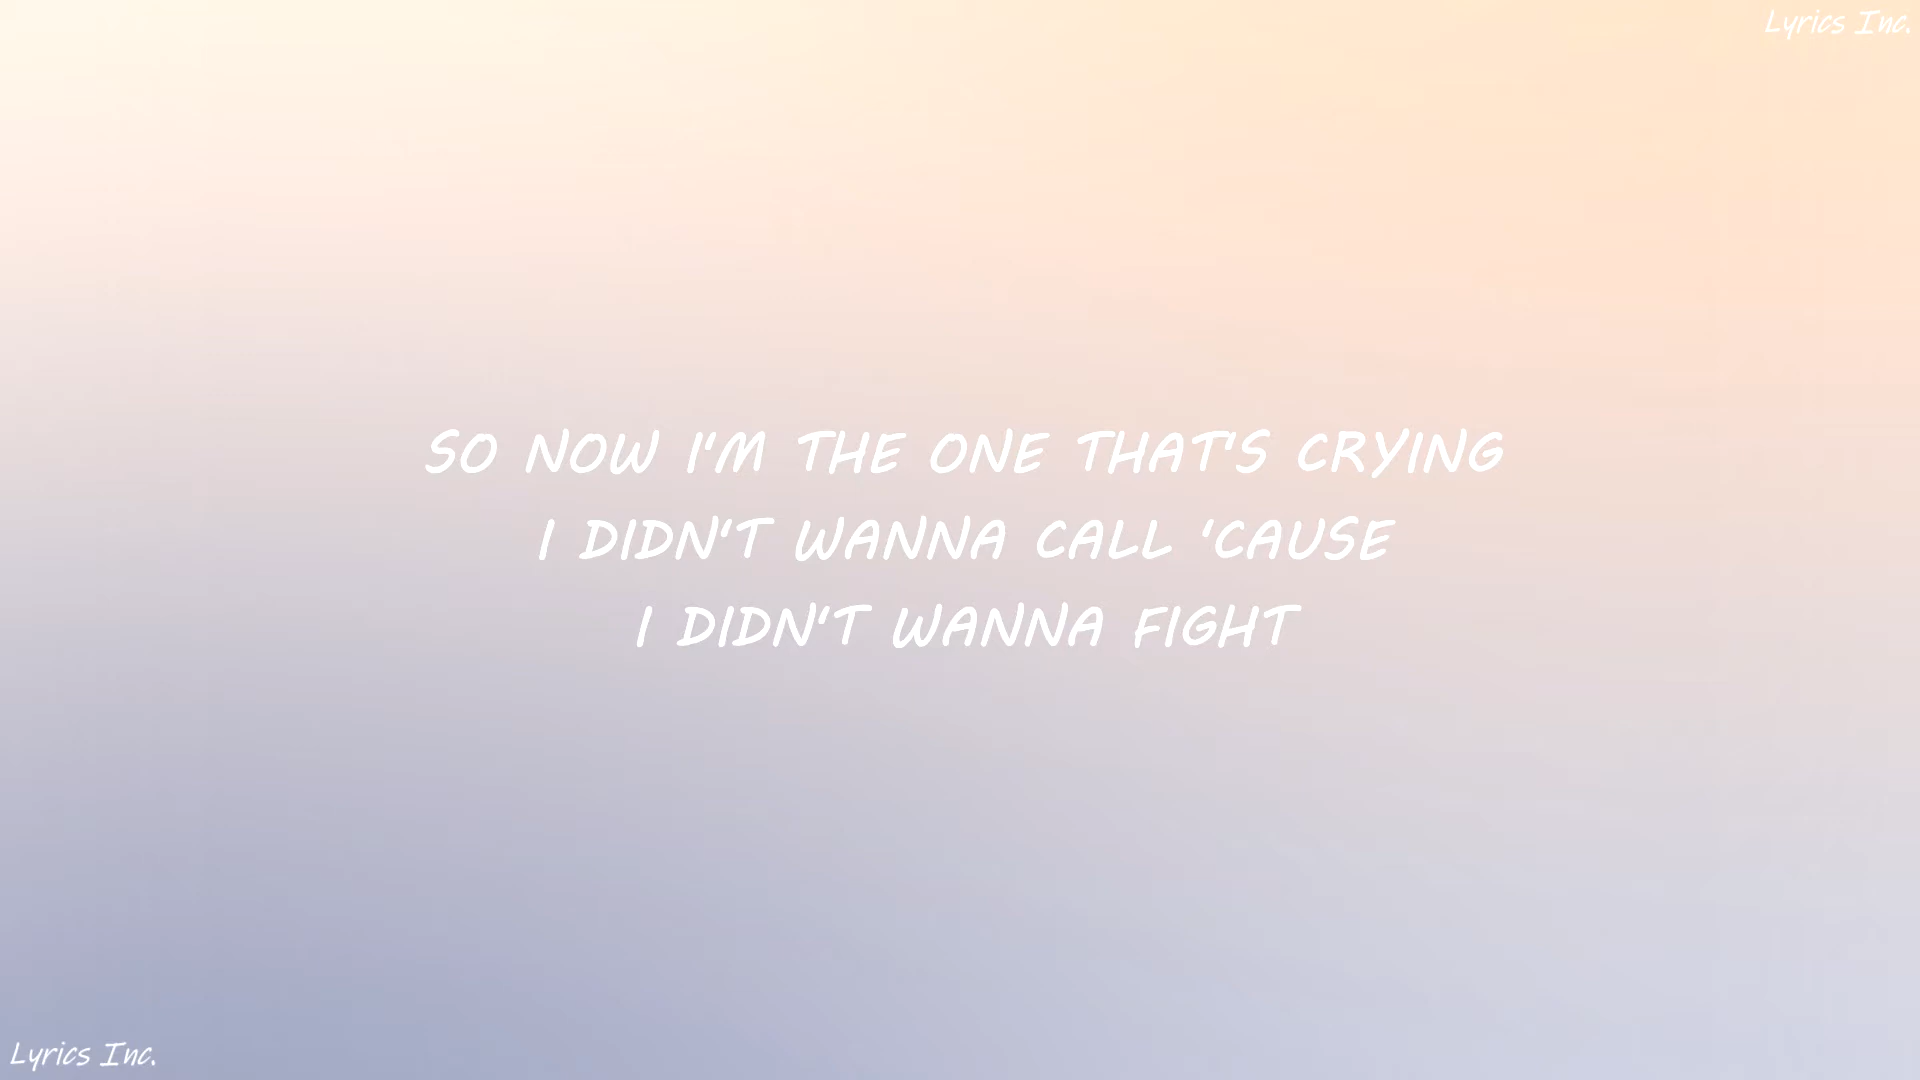 Lyrics Inc.
SO NOW I'M THE ONE THAT'S CRYING
I DIDN'T WANNA CALL 'CAUSE
I DIDN'T WANNA FIGHT
Lyrics Inc.